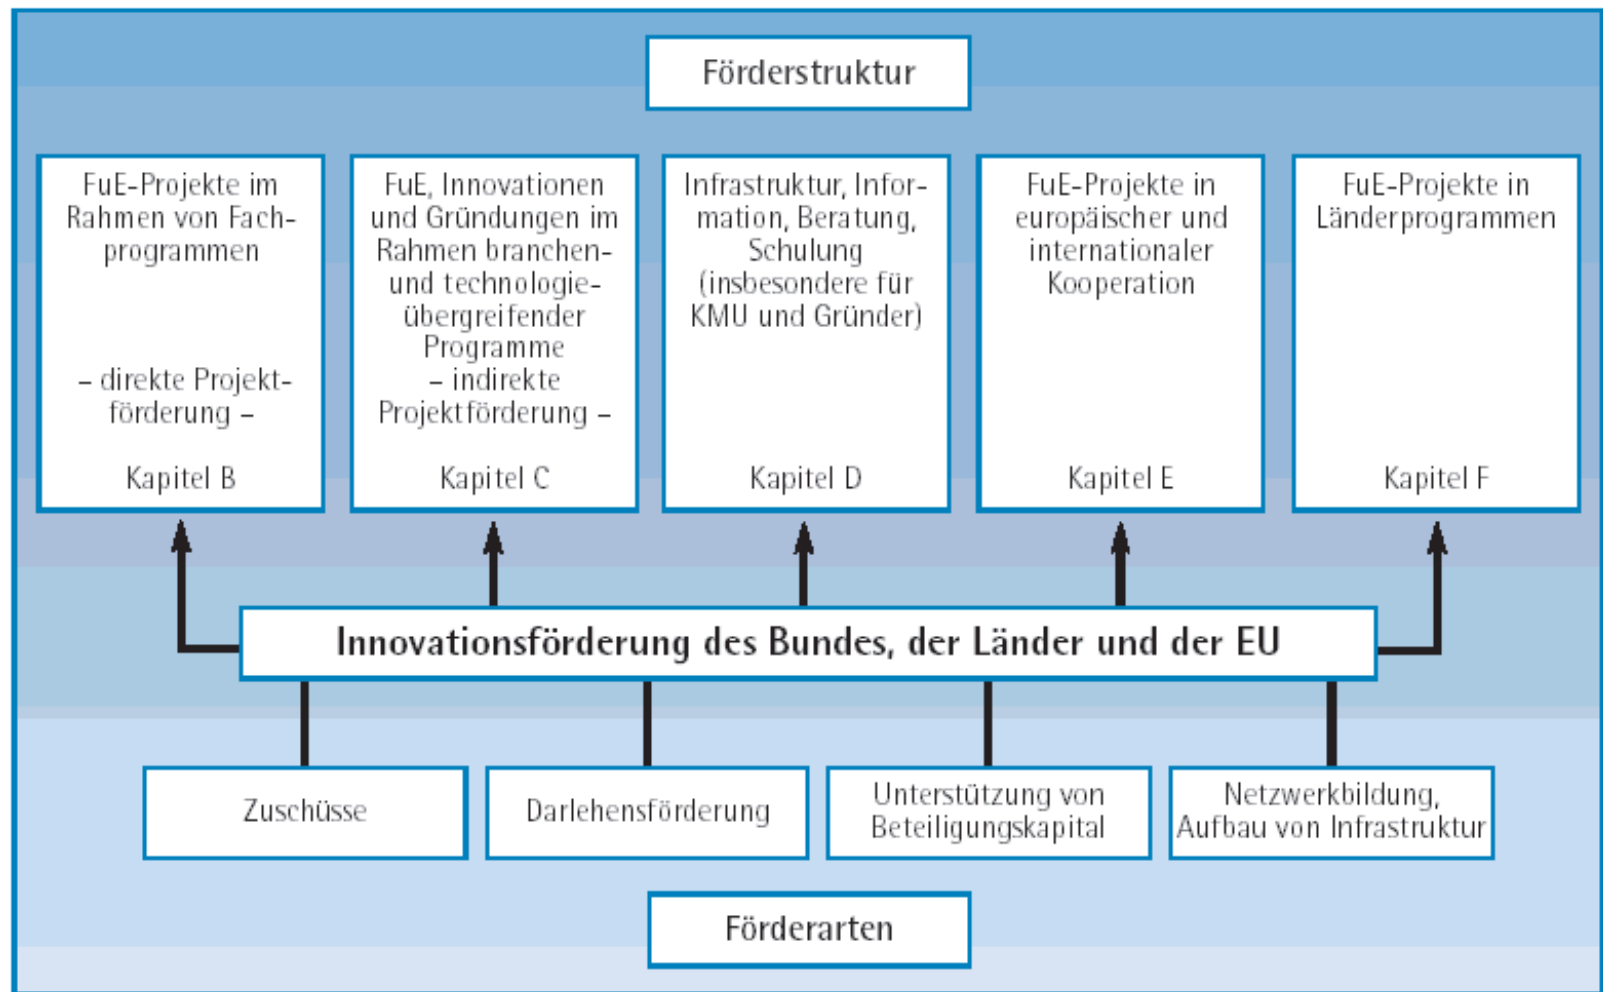 Förderstruktur
FuE-Projekte im
Rahmen von Fach-
programmen
– direkte Projekt-
förderung –
Kapitel B
FuE, Innovationen
und Gründungen im
Rahmen branchen-
und technologie-
übergreifender
Programme
– indirekte
Projektförderung –
Kapitel C
Infrastruktur, Infor-
mation, Beratung,
Schulung
(insbesondere für
KMU und Gründer)
Kapitel D
FuE-Projekte in
europäischer und
internationaler
Kooperation
Kapitel E
FuE-Projekte in
Länderprogrammen
Kapitel F
Innovationsförderung des Bundes, der Länder und der EU
Zuschüsse
Darlehensförderung
Unterstützung von
Beteiligungskapital
Netzwerkbildung,
Aufbau von Infrastruktur
Förderarten